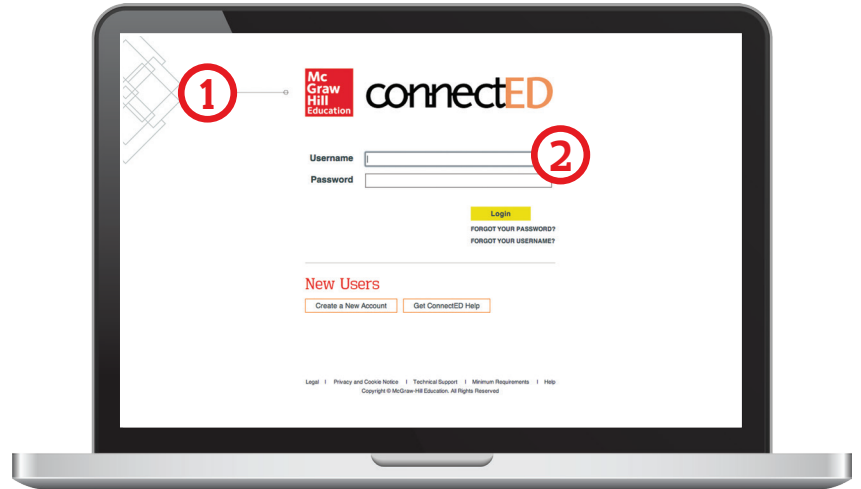 1
Mc
Graw
Hill
Education
connectED
2
Username
Password
Login
FORGOT YOUR PASSWORD?
FORGOT YOUR USERNAME?
New Users
Create a New Account Get ConnectED Help
Legal I Privacy and Cookie Notice I Technical Support I Minimum Requirements I Help
Copyright © McGraw-Hill Education. All Rights Reserved